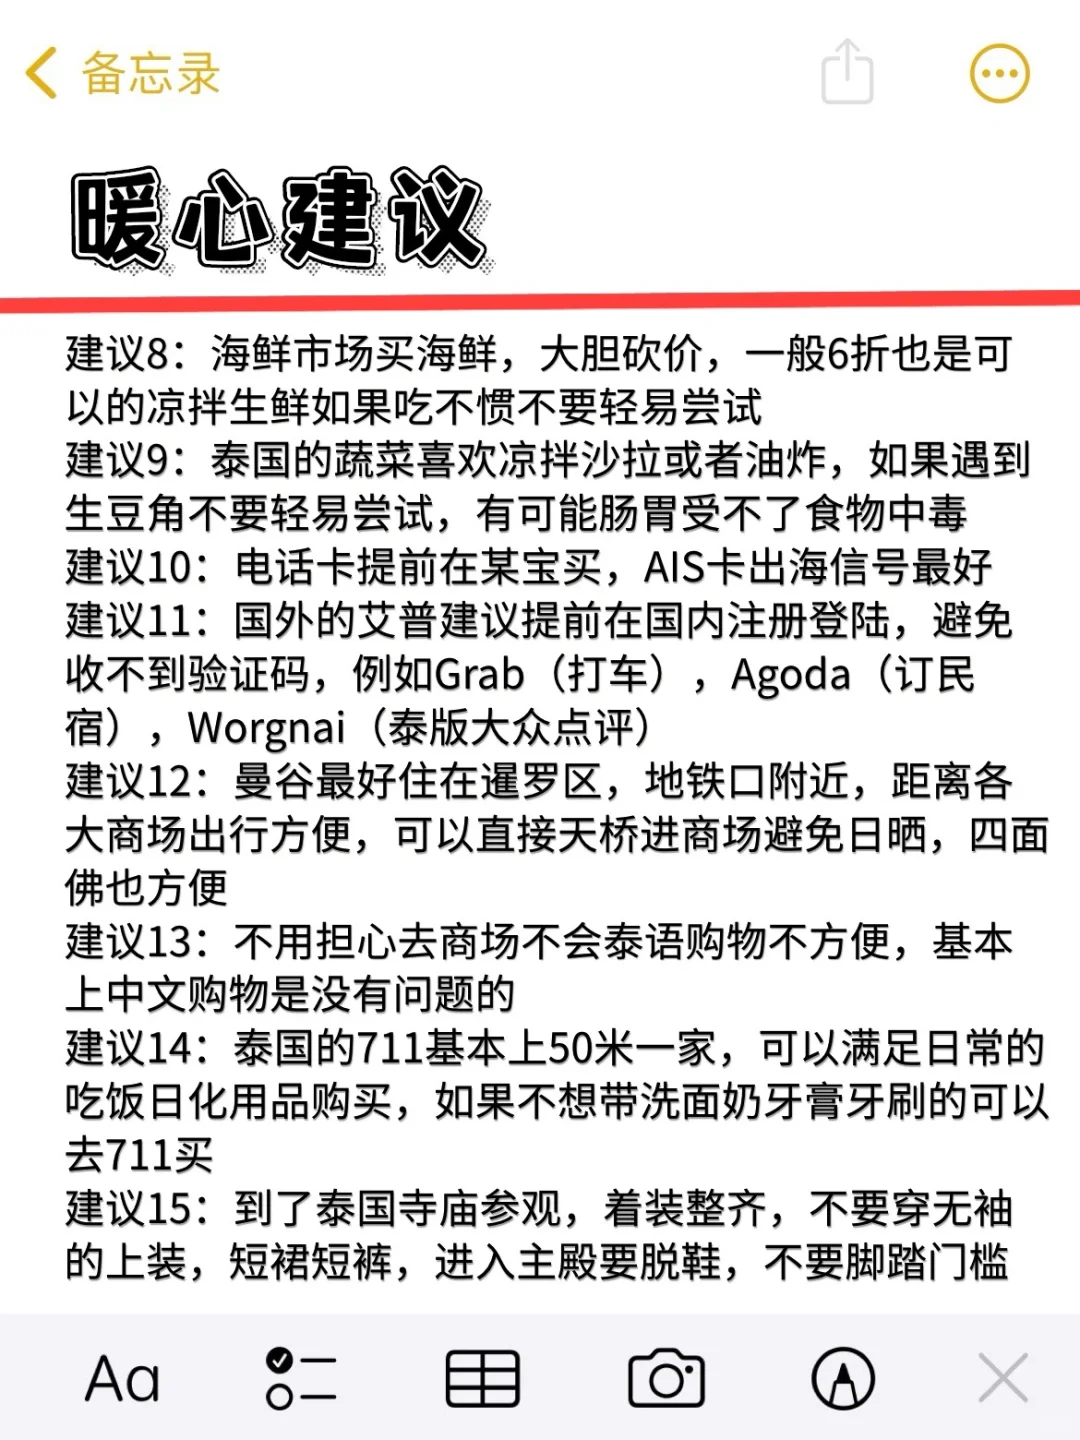 备忘录
暖心建议
建议8：海鲜市场买海鲜，大胆砍价，一般6折也是可
以的凉拌生鲜如果吃不惯不要轻易尝试
建议9：泰国的蔬菜喜欢凉拌沙拉或者油炸，如果遇到
生豆角不要轻易尝试，有可能肠胃受不了食物中毒
建议10：电话卡提前在某宝买，AIS卡出海信号最好
建议11：国外的艾普建议提前在国内注册登陆，避免
收不到验证码，例如Grab（打车），Agoda（订民
宿），Worgnai（泰版大众点评）
建议12：曼谷最好住在暹罗区，地铁口附近，距离各
大商场出行方便，可以直接天桥进商场避免日晒，四面
佛也方便
建议13：不用担心去商场不会泰语购物不方便，基本
上中文购物是没有问题的
建议14：泰国的711基本上50米一家，可以满足日常的
吃饭日化用品购买，如果不想带洗面奶牙膏牙刷的可以
去711买
建议15：到了泰国寺庙参观，着装整齐，不要穿无袖
的上装，短裙短裤，进入主殿要脱鞋，不要脚踏门槛
Aa